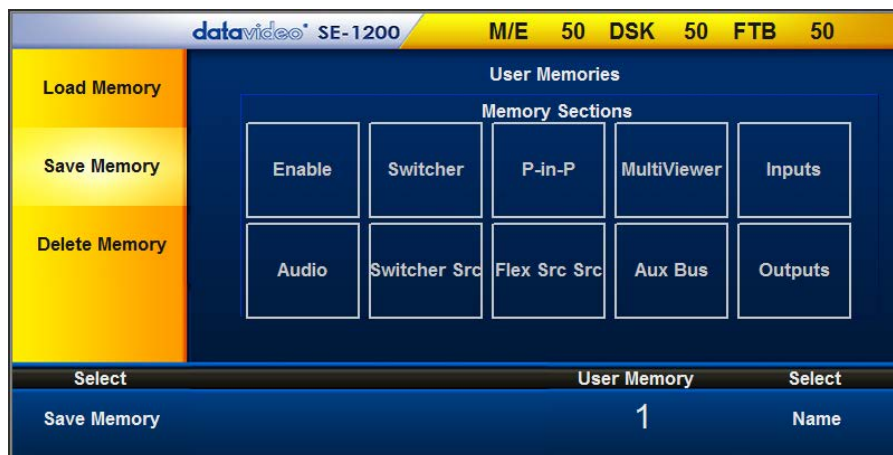 datavideo SE-1200 M/E 50 DSK 50 FTB 50
Load Memory
Save Memory
Delete Memory
User Memories
Memory Sections
Enable Switcher P-in-P MultiViewer Inputs
Audio Switcher Src Flex Src Src Aux Bus Outputs
Select User Memory Select
Save Memory 1 Name